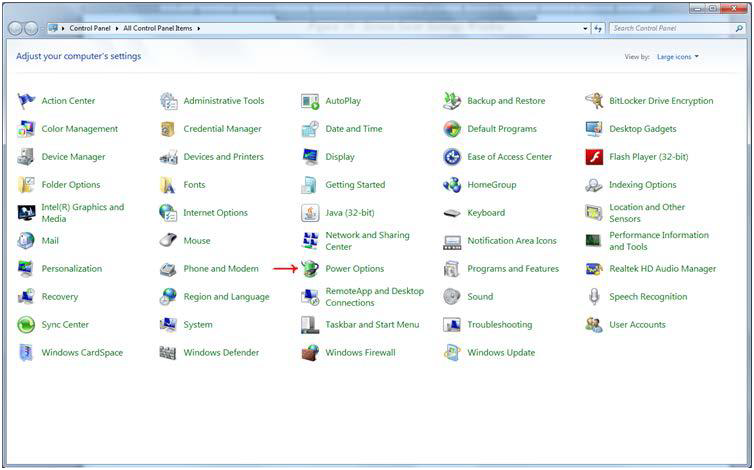 Control Panel All Control Panel Items Search Control Panel
Adjust your computer's settings View by: Large icons
Action Center Administrative Tools AutoPlay Backup and Restore BitLocker Drive Encryption
Color Management Credential Manager Date and Time Default Programs Desktop Gadgets
Device Manager Devices and Printers Display Ease of Access Center Flash Player (32-bit)
Folder Options Fonts Getting Started HomeGroup Indexing Options
Intel(R) Graphics and
Media
Internet Options Java (32-bit) Keyboard
Location and Other
Sensors
Mail Mouse
Network and Sharing
Center
Notification Area Icons
Performance Information
and Tools
Personalization Phone and Modem Power Options Programs and Features Realtek HD Audio Manager
Recovery Region and Language
RemoteApp and Desktop
Connections
Sound Speech Recognition
Sync Center System Taskbar and Start Menu Troubleshooting User Accounts
Windows CardSpace Windows Defender Windows Firewall Windows Update